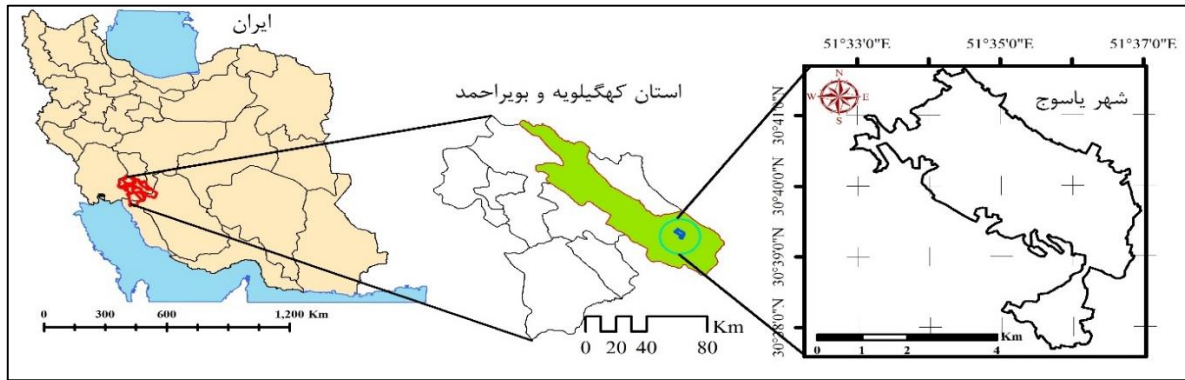 ایران
0 300 600 1,200 Km
استان کهگیلویه و بویراحمد
Km
0 20 40 80
51°33'0"E 51°35'0"E 51°37'0"E
N
W E
S
شهر یاسوج
30°41'0"N
30°40'0"N
30°39'0"N
30°38'0"N
Km
0 1 2 4